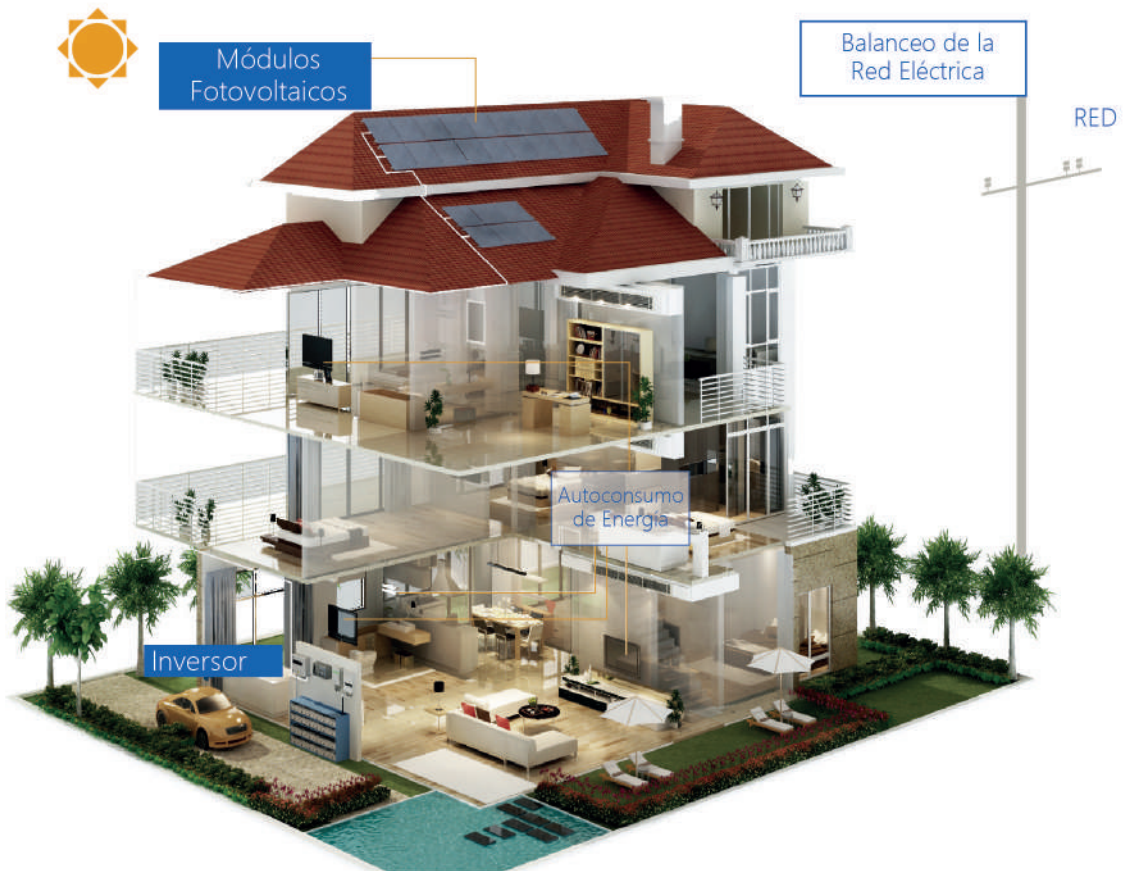 Módulos
Fotovoltaicos
Balanceo de la
Red Eléctrica
RED
Autoconsumo
de Energía
Inversor